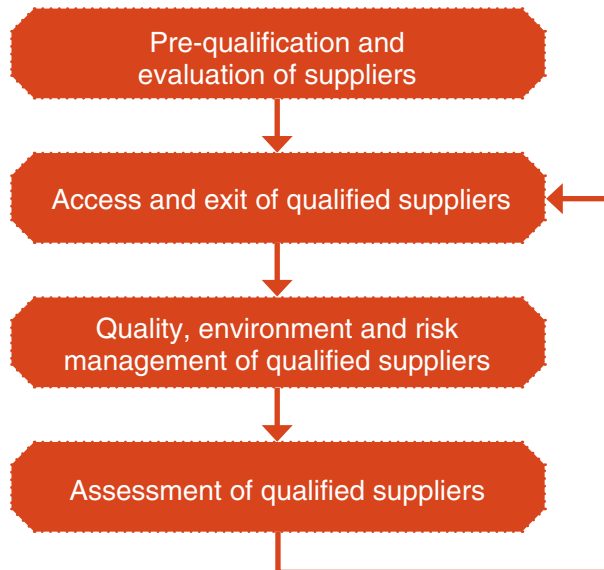 Pre-qualification and
evaluation of suppliers
Access and exit of qualified suppliers
Quality, environment and risk
management of qualified suppliers
Assessment of qualified suppliers